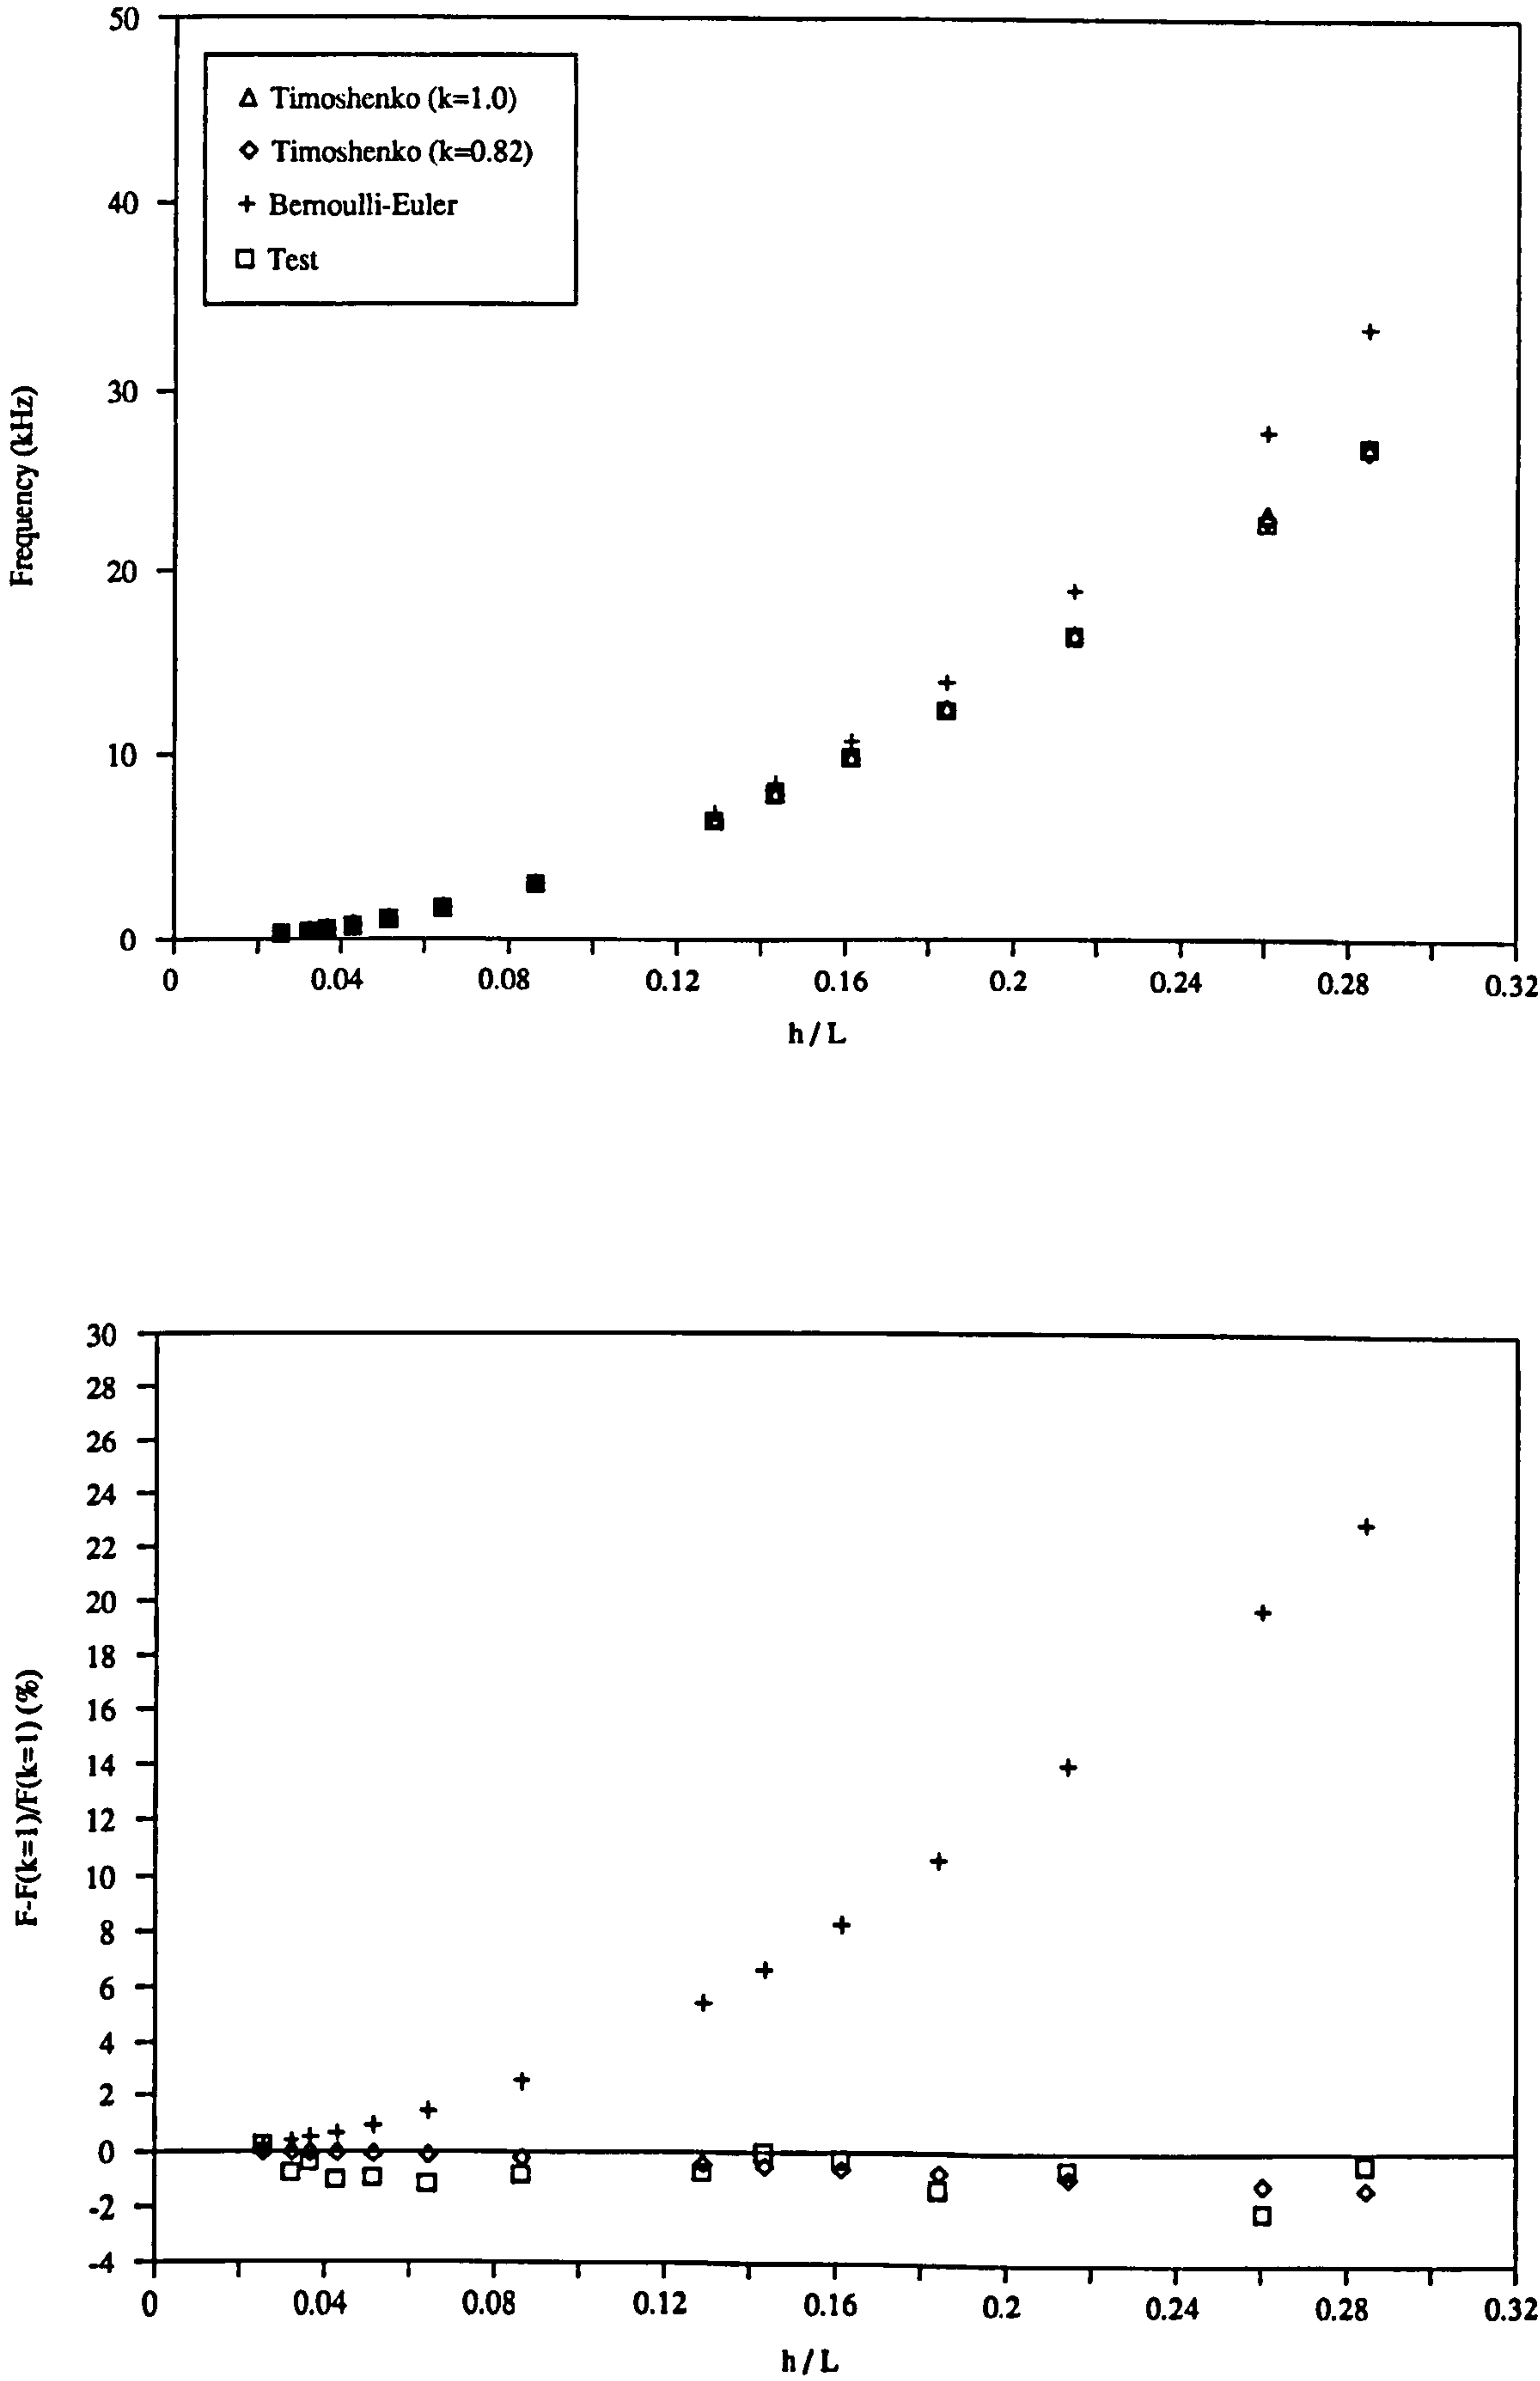 50
40
30
20
10
0
Frequency (kHz)
Timoshenko (k=1.0)
Timoshenko (k=0.82)
Bernoulli-Euler
Test
0 0.04 0.08 0.12 0.16 0.2 0.24 0.28 0.32
h / L
30
28
26
24
22
20
18
16
14
12
10
8
6
4
2
0
-2
-4
F-F(k=1)/F(k=1) (%)
0 0.04 0.08 0.12 0.16 0.2 0.24 0.28 0.32
h / L